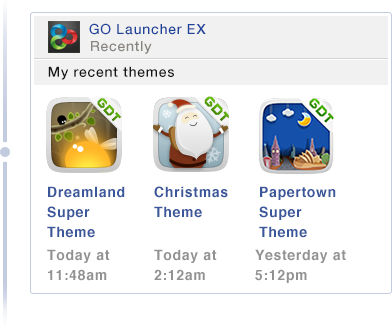 GO Launcher EX
Recently
My recent themes
GDT GDT GDT
Dreamland Christmas Papertown
Super Theme Super
Theme Theme
Today at Today at Yesterday at
11:48am 2:12am 5:12pm